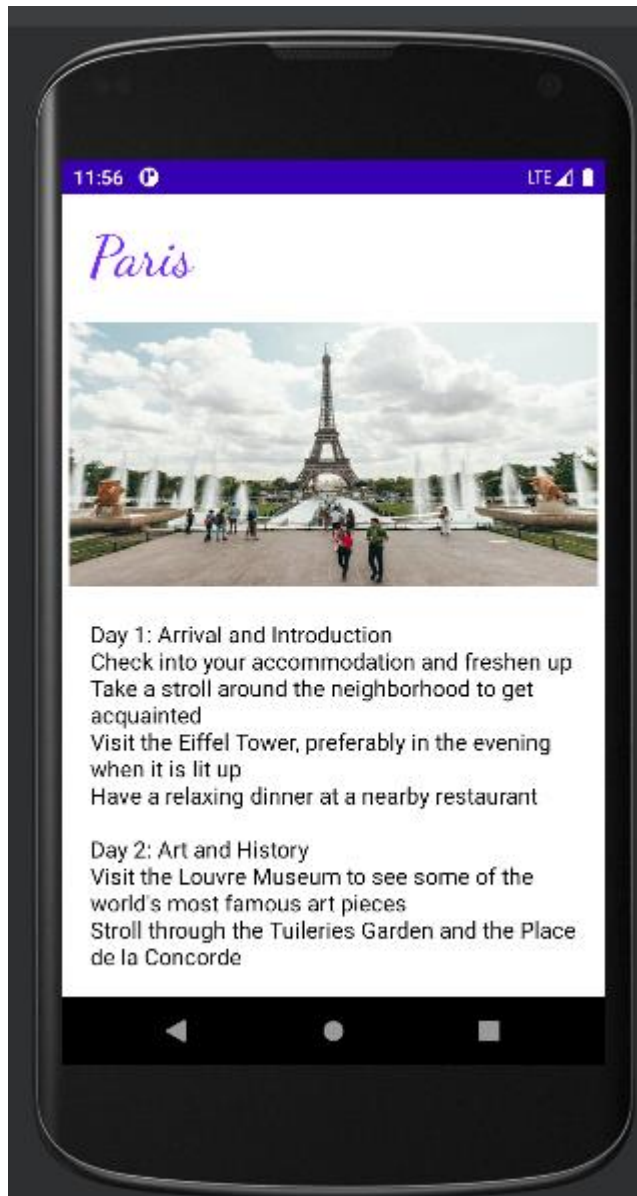 11:56 LTE
Paris
Day 1: Arrival and Introduction
Check into your accommodation and freshen up
Take a stroll around the neighborhood to get
acquainted
Visit the Eiffel Tower, preferably in the evening
when it is lit up
Have a relaxing dinner at a nearby restaurant
Day 2: Art and History
Visit the Louvre Museum to see some of the
world's most famous art pieces
Stroll through the Tuileries Garden and the Place
de la Concorde